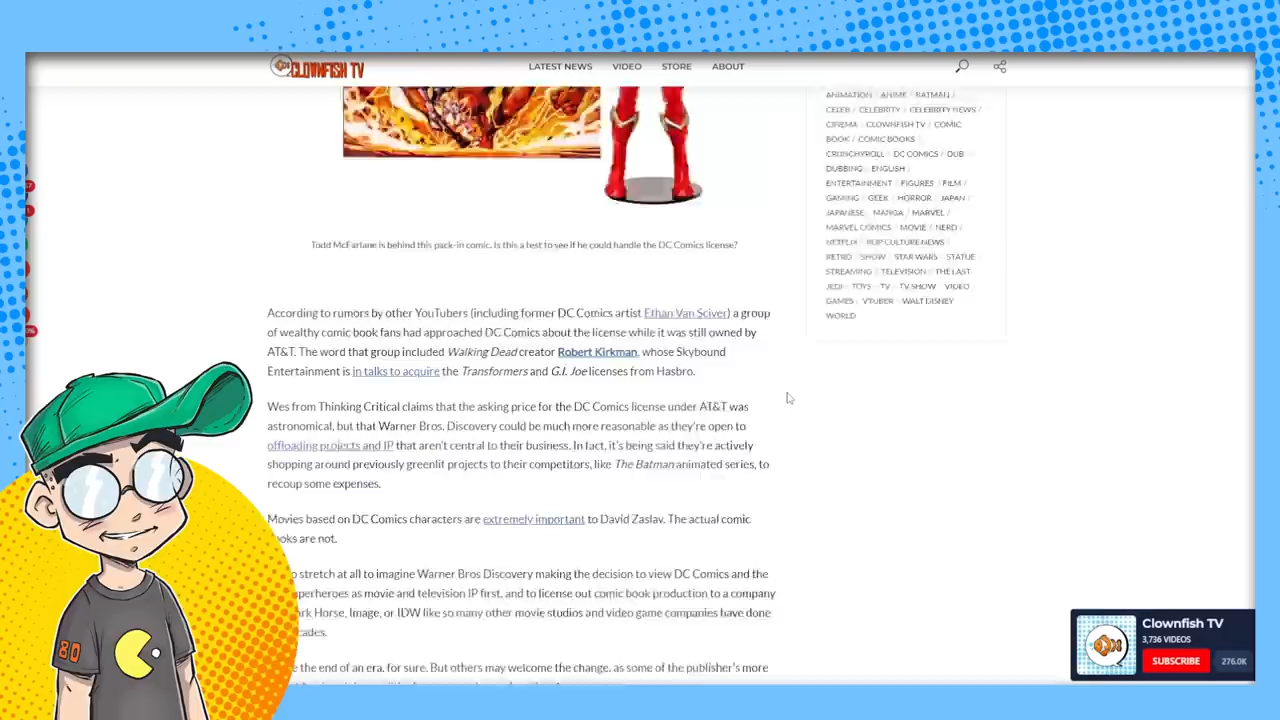 CLOWNFISH TV
LATEST NEWS
VIDEO
STORE
ABOUT
ANIMATION / ANIME / BATMAN /
CELEB / CELEBRITY / CELEBRITY NEWS /
CINEMA / CLOWNFISH TV / COMIC
BOOK / COMIC BOOKS /
CRUNCHYROLL / DC COMICS / DUB
DUBBING / ENGLISH /
ENTERTAINMENT / FIGURES / FILM /
GAMING / GEEK / HORROR / JAPAN /
JAPANESE / MANGA / MARVEL /
MARVEL COMICS / MOVIE / NERD /
NETFLIX / POP CULTURE NEWS /
RETRO / SHOW / STAR WARS / STATUE
STREAMING / TELEVISION / THE LAST
JEDI / TOYS / TV / TV SHOW / VIDEO
GAMES / VTUBER / WALT DISNEY
WORLD
Todd McFarlane is behind this pack-in comic. Is this a test to see if he could handle the DC Comics license?
According to rumors by other YouTubers (including former DC Comics artist Ethan Van Sciver) a group
of wealthy comic book fans had approached DC Comics about the license while it was still owned by
AT&T. The word that group included Walking Dead creator Robert Kirkman, whose Skybound
Entertainment is in talks to acquire the Transformers and G.I. Joe licenses from Hasbro.
Wes from Thinking Critical claims that the asking price for the DC Comics license under AT&T was
astronomical, but that Warner Bros. Discovery could be much more reasonable as they're open to
offloading projects and IP that aren't central to their business. In fact, it's being said they're actively
shopping around previously greenlit projects to their competitors, like The Batman animated series, to
recoup some expenses.
Movies based on DC Comics characters are extremely important to David Zaslav. The actual comic
ooks are not.
o stretch at all to imagine Warner Bros Discovery making the decision to view DC Comics and the
perheroes as movie and television IP first, and to license out comic book production to a company
rk Horse, Image, or IDW like so many other movie studios and video game companies have done
cades.
e the end of an era, for sure. But others may welcome the change, as some of the publisher's more
80
Clownfish TV
3,736 VIDEOS
SUBSCRIBE
276.0K